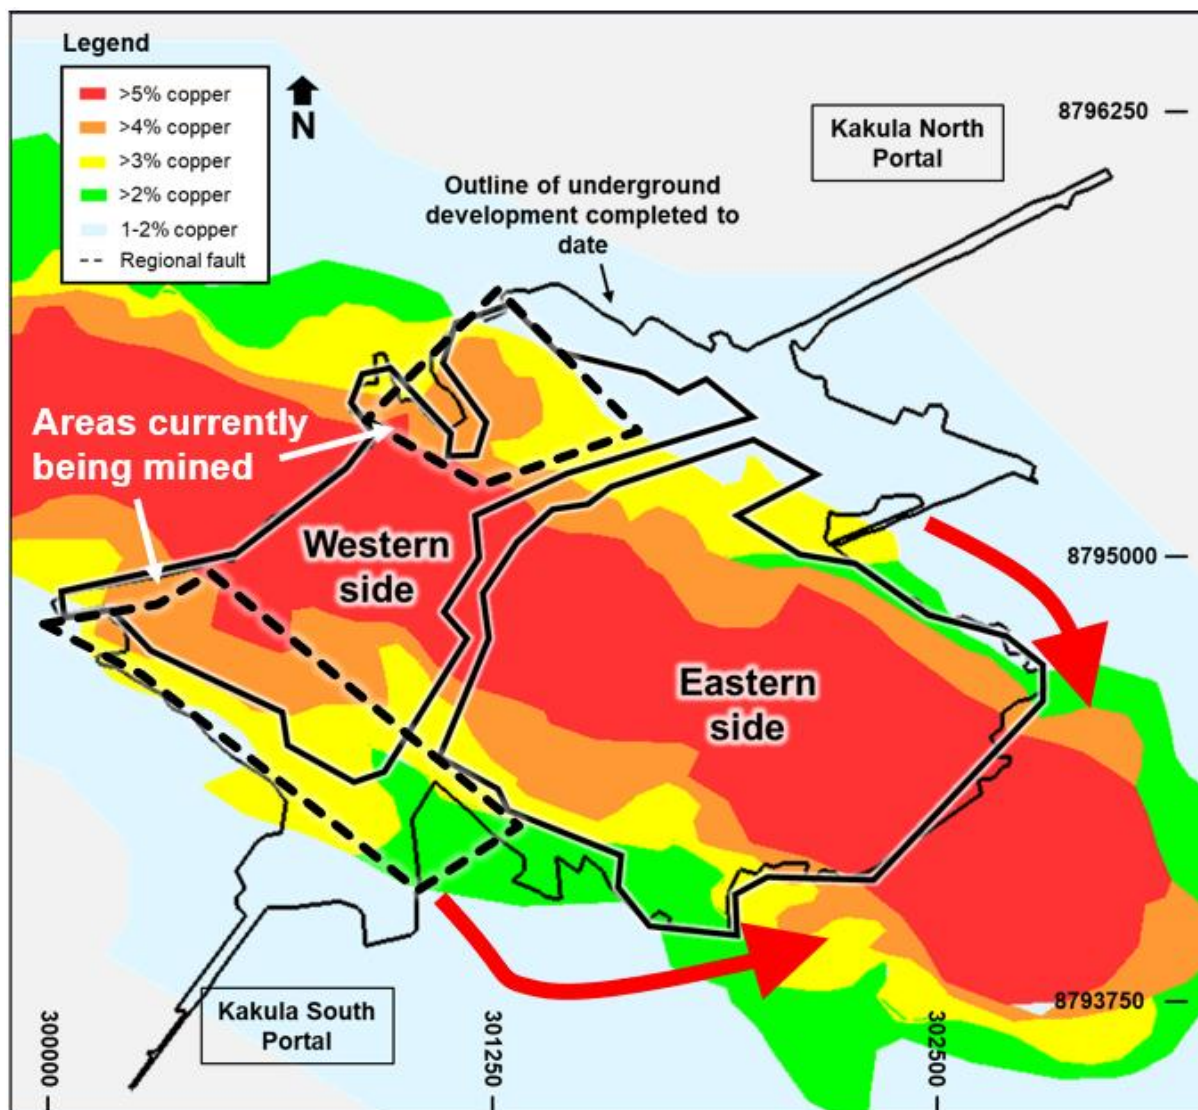 Legend
>5% copper
>4% copper
>3% copper
>2% copper
1-2% copper
Regional fault
N
Kakula North
Portal
8796250
Outline of underground
development completed to
date
Areas currently
being mined
Western
side
8795000
Eastern
side
Kakula South
Portal
8793750
300000
301250
302500